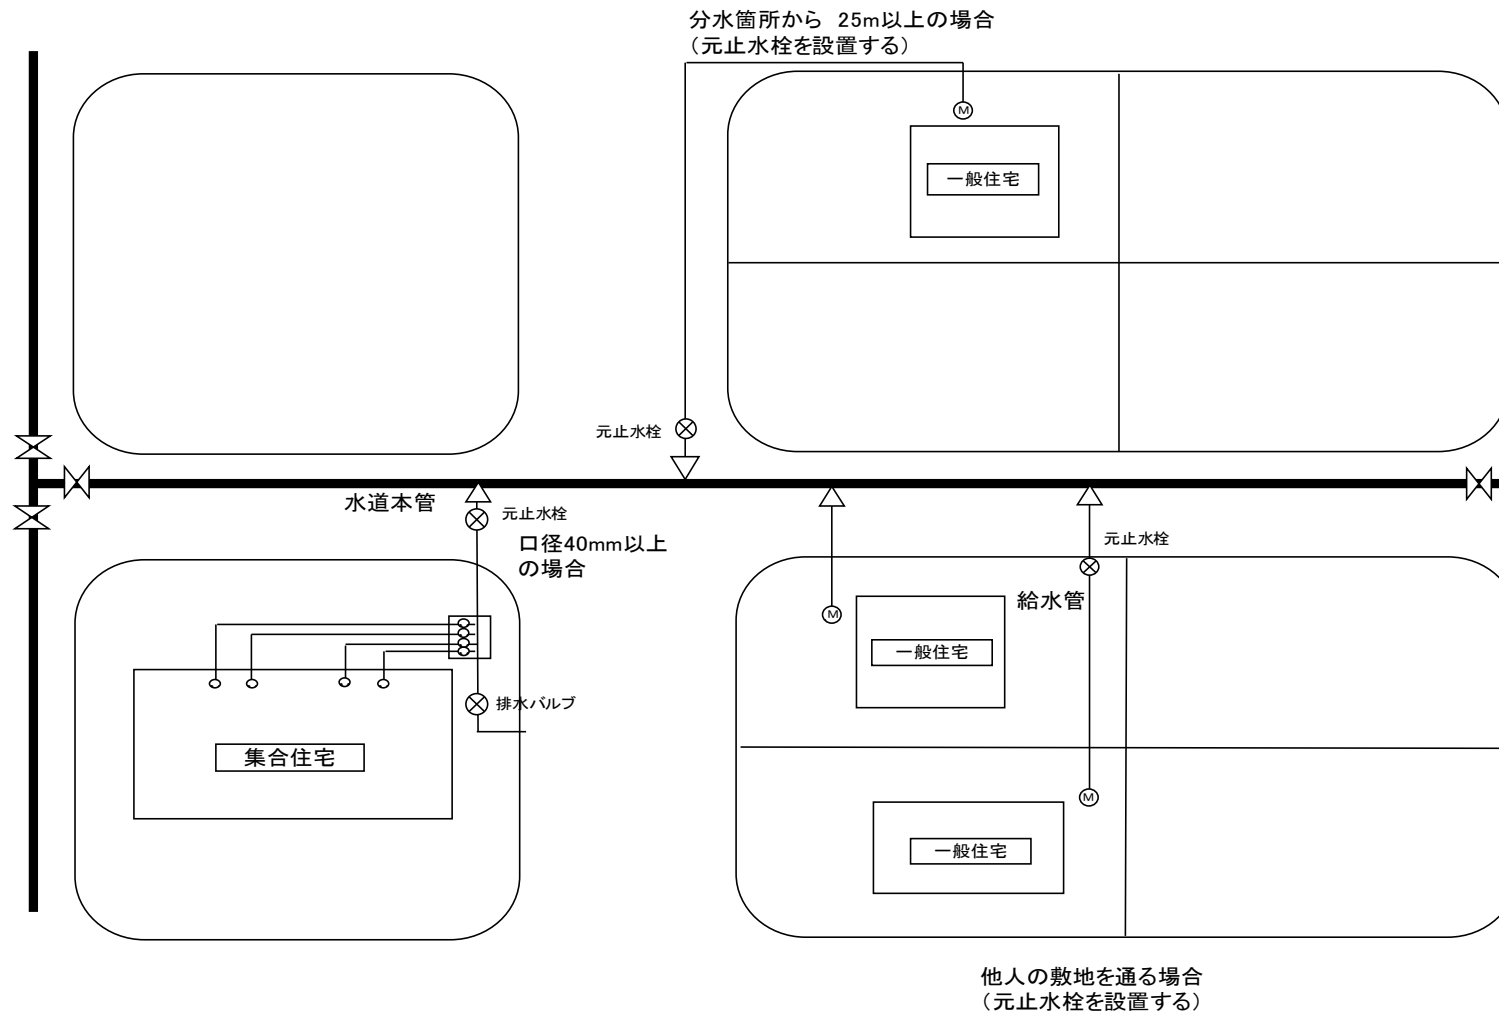 分水箇所から 25m以上の場合
（元止水栓を設置する）
M
一般住宅
元止水栓
水道本管
元止水栓
口径40mm以上
の場合
元止水栓
給水管
M
一般住宅
排水バルブ
集合住宅
M
一般住宅
他人の敷地を通る場合
（元止水栓を設置する）